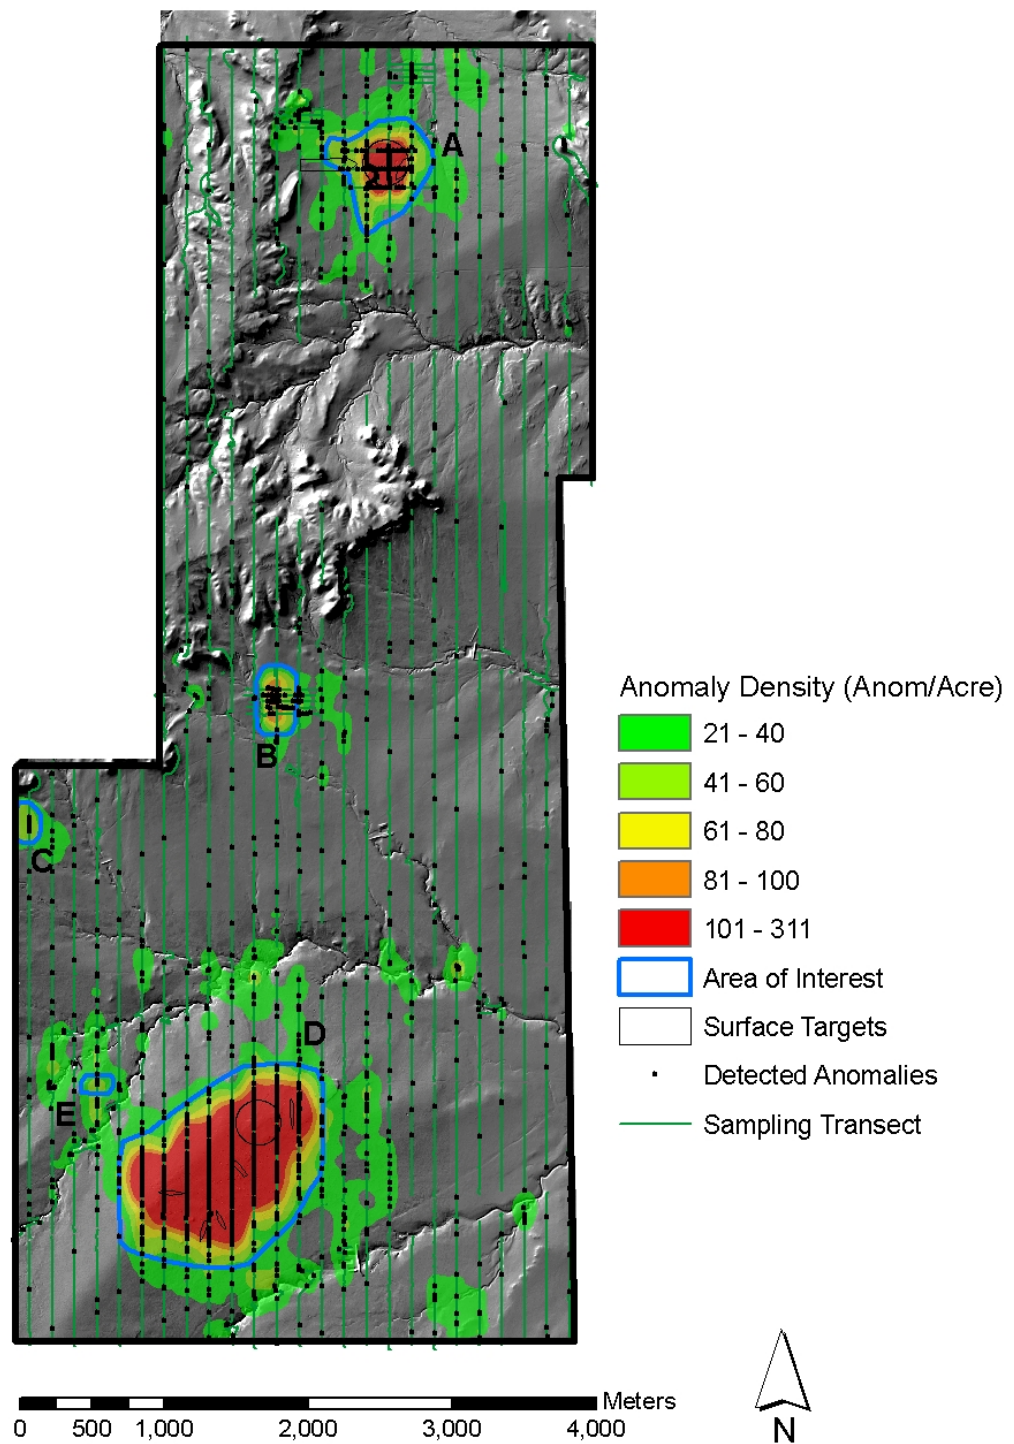 A
B
C
D
E
Anomaly Density (Anom/Acre)
21 - 40
41 - 60
61 - 80
81 - 100
101 - 311
Area of Interest
Surface Targets
Detected Anomalies
Sampling Transect
Meters
0 500 1,000 2,000 3,000 4,000
N